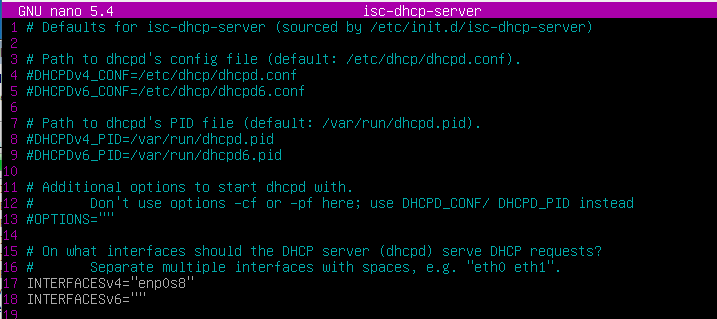 GNU nano 5.4 isc-dhcp-server
1 # Defaults for isc-dhcp-server (sourced by /etc/init.d/isc-dhcp-server)
2
3 # Path to dhcpd's config file (default: /etc/dhcp/dhcpd.conf).
4 #DHCPDv4_CONF=/etc/dhcp/dhcpd.conf
5 #DHCPDv6_CONF=/etc/dhcp/dhcpd6.conf
6
7 # Path to dhcpd's PID file (default: /var/run/dhcpd.pid).
8 #DHCPDv4_PID=/var/run/dhcpd.pid
9 #DHCPDv6_PID=/var/run/dhcpd6.pid
10
11 # Additional options to start dhcpd with.
12 #       Don't use options -cf or -pf here; use DHCPD_CONF/ DHCPD_PID instead
13 #OPTIONS=""
14
15 # On what interfaces should the DHCP server (dhcpd) serve DHCP requests?
16 #       Separate multiple interfaces with spaces, e.g. "eth0 eth1".
17 INTERFACESv4="enp0s8"
18 INTERFACESv6=""
19